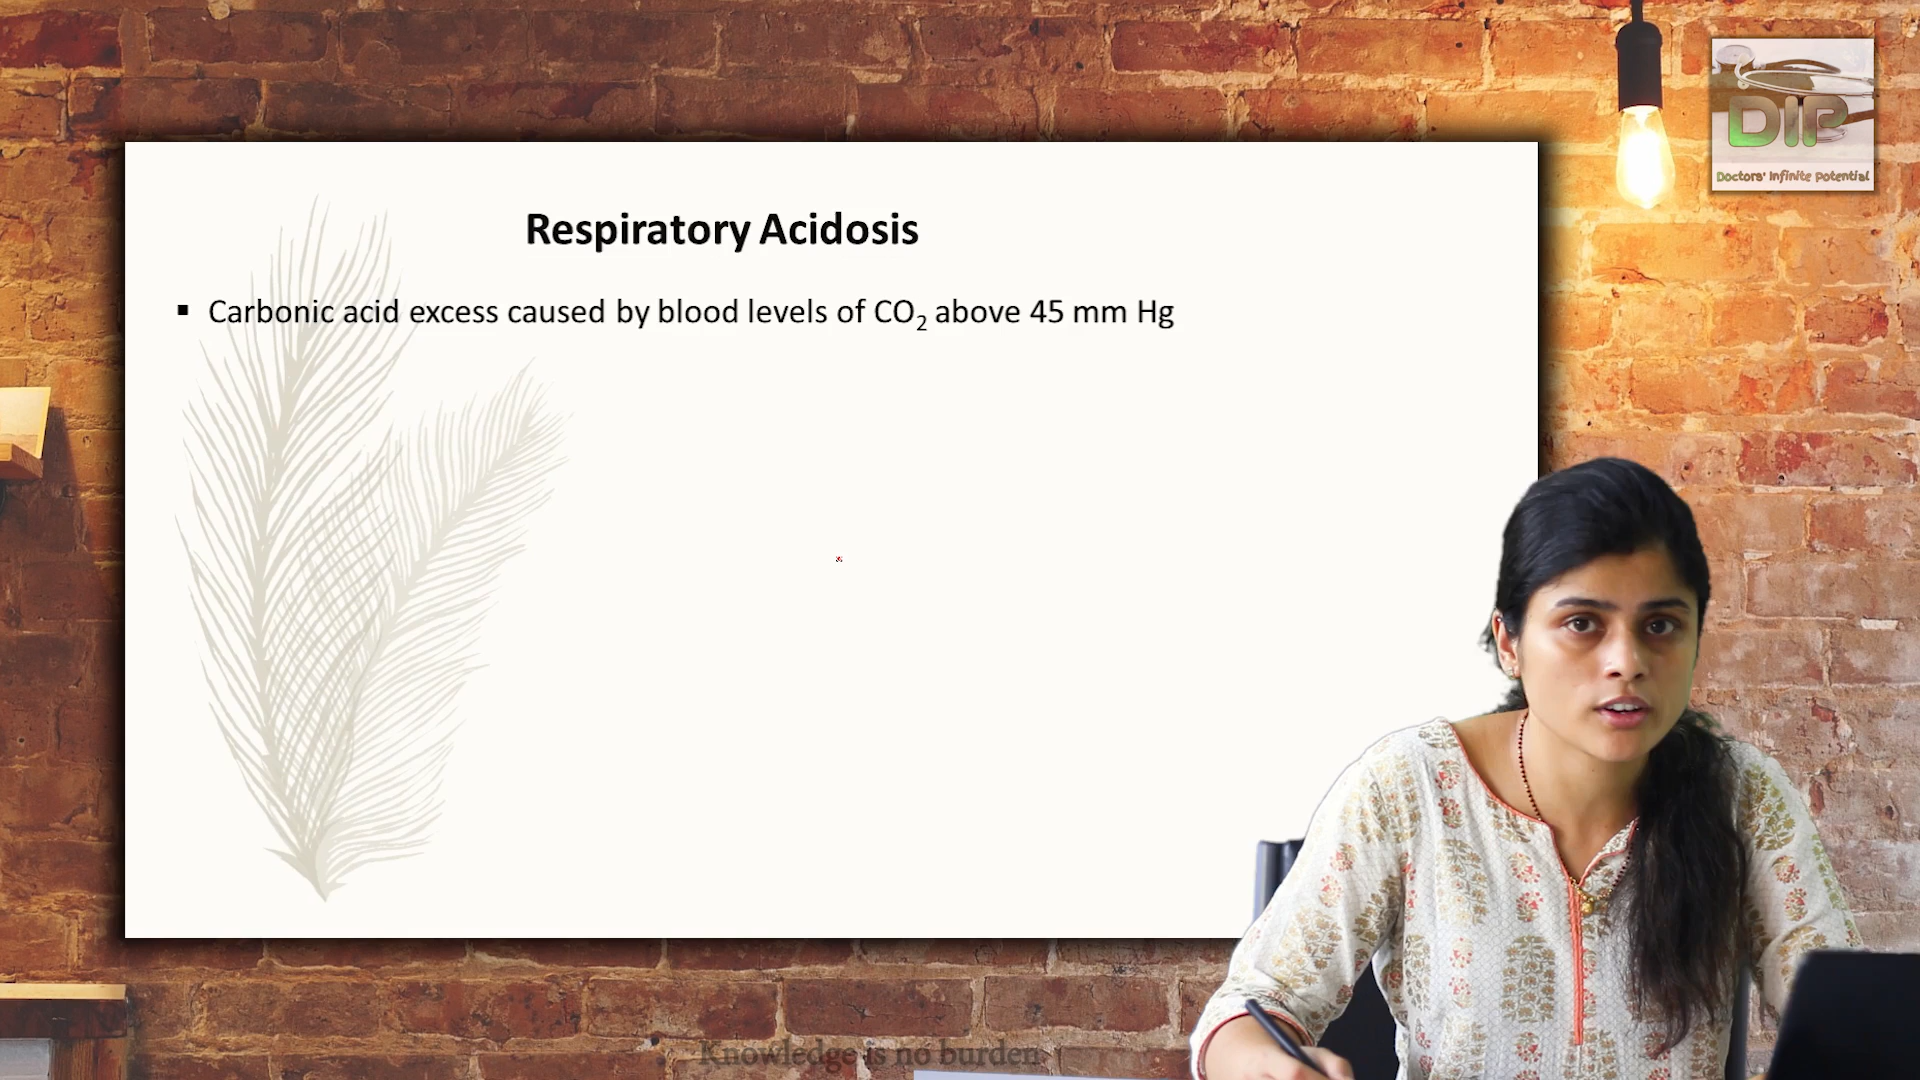 DIP
Doctors' Infinite Potential
Respiratory Acidosis
▪ Carbonic acid excess caused by blood levels of CO₂ above 45 mm Hg
Knowledge is no burden